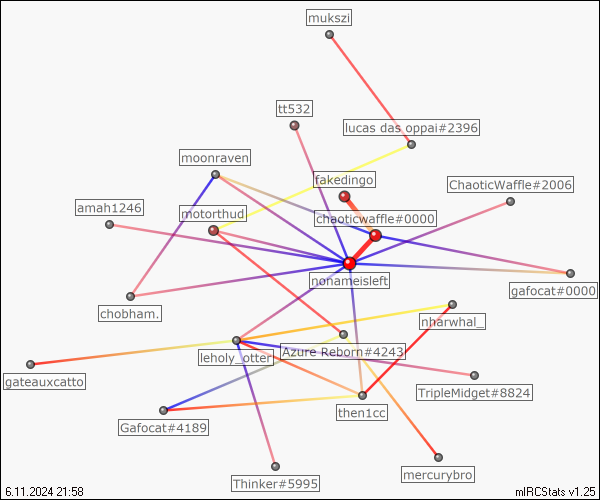 mukszi
tt532
lucas das oppai#2396
moonraven
fakedingo
ChaoticWaffle#2006
amah1246
motorthud
chaoticwaffle#0000
nonameisleft
gafocat#0000
chobham.
nharwhal_
leholy_otter
Azure Reborn#4243
gateauxcatto
TripleMidget#8824
then1cc
Gafocat#4189
mercurybro
Thinker#5995
6.11.2024 21:58
mIRCStats v1.25